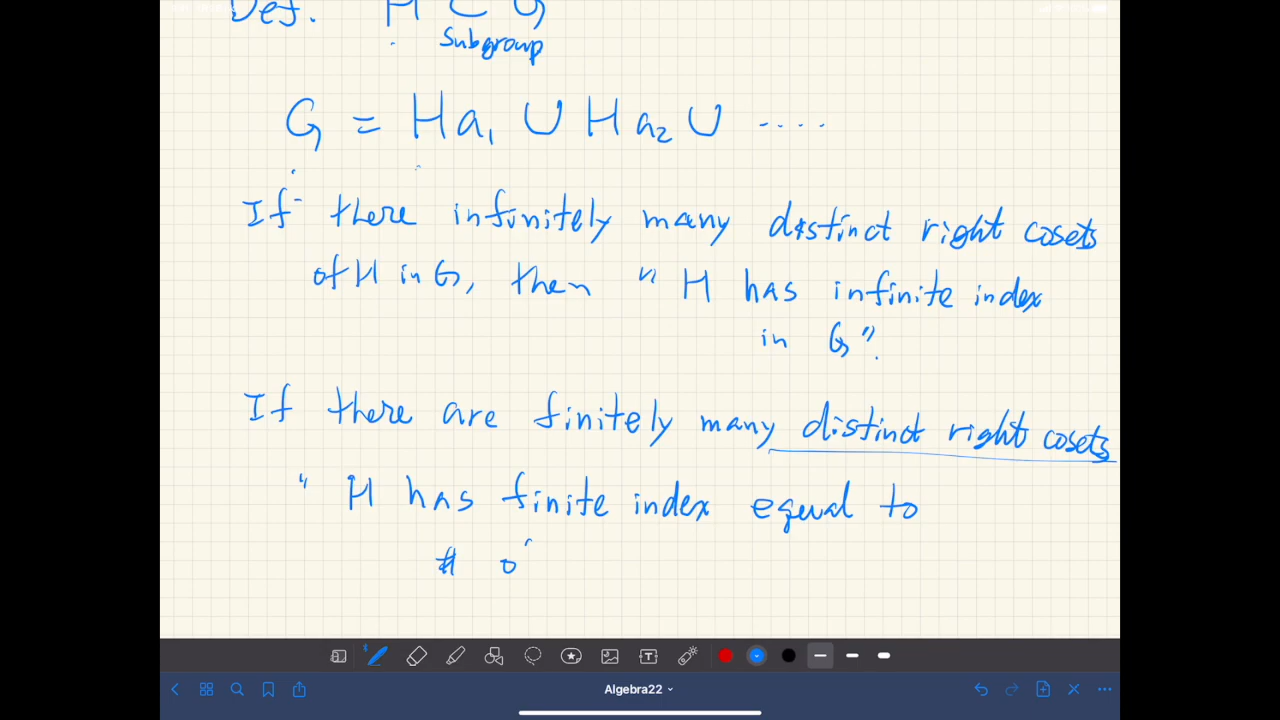 Def. H ⊂ G
Subgroup
G = Ha₁ ∪ Ha₂ ∪ ....
If there infinitely many distinct right cosets
of H in G, then " H has infinite index
in G".
If there are finitely many distinct right cosets
" H has finite index equal to
# o
Algebra22